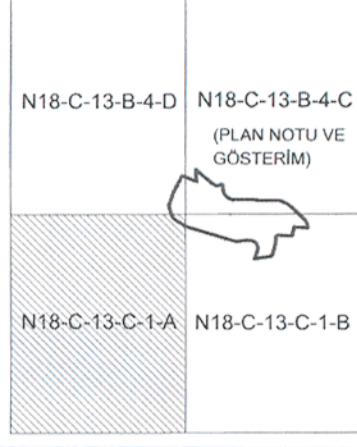 N18-C-13-B-4-D
N18-C-13-B-4-C
(PLAN NOTU VE
GÖSTERİM)
N18-C-13-C-1-A
N18-C-13-C-1-B